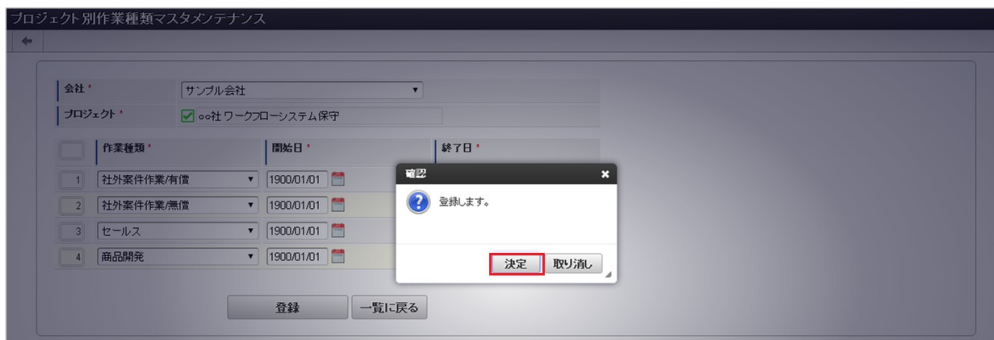 プロジェクト別作業種類マスタメンテナンス
会社 * サンプル会社
プロジェクト * ○○社 ワークフローシステム保守
作業種類 * 開始日 * 終了日 *
1 社外案件作業/有償 1900/01/01
2 社外案件作業/無償 1900/01/01
3 セールス 1900/01/01
4 商品開発 1900/01/01
確認 ×
? 登録します。
決定 取り消し
登録 一覧に戻る